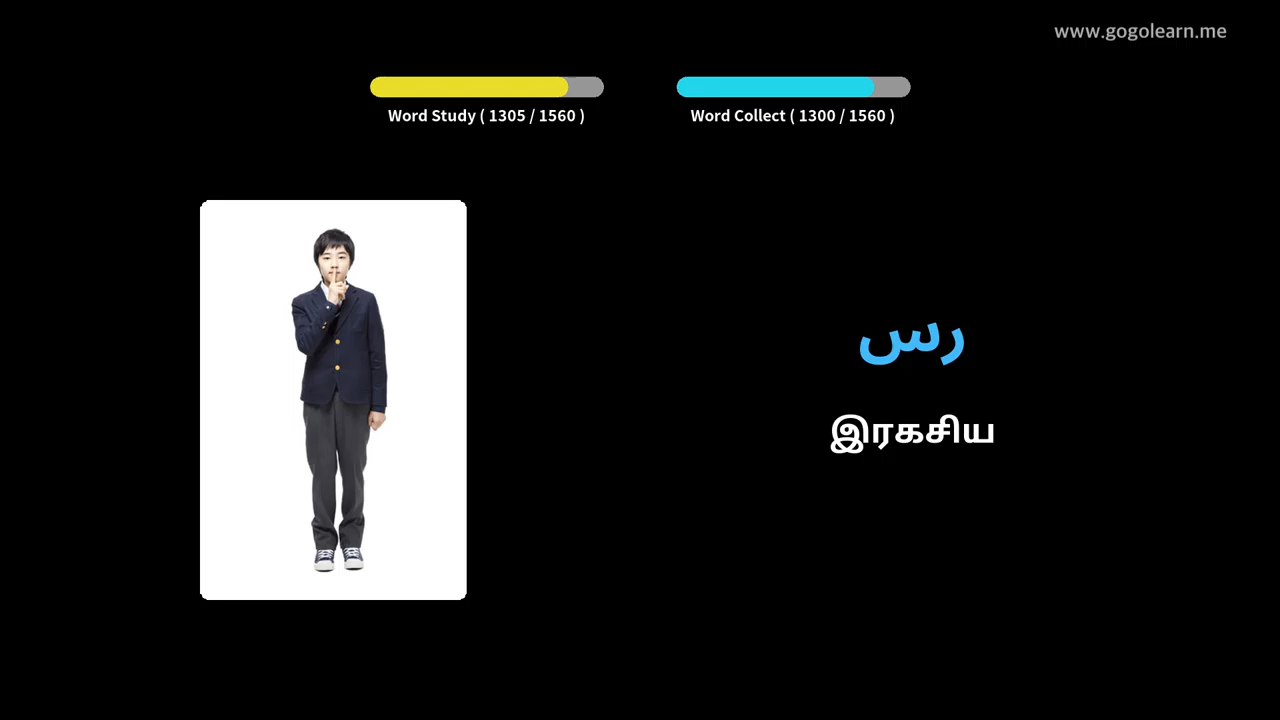 www.gogolearn.me
Word Study ( 1305 / 1560 )
Word Collect ( 1300 / 1560 )
رس
இரகசிய